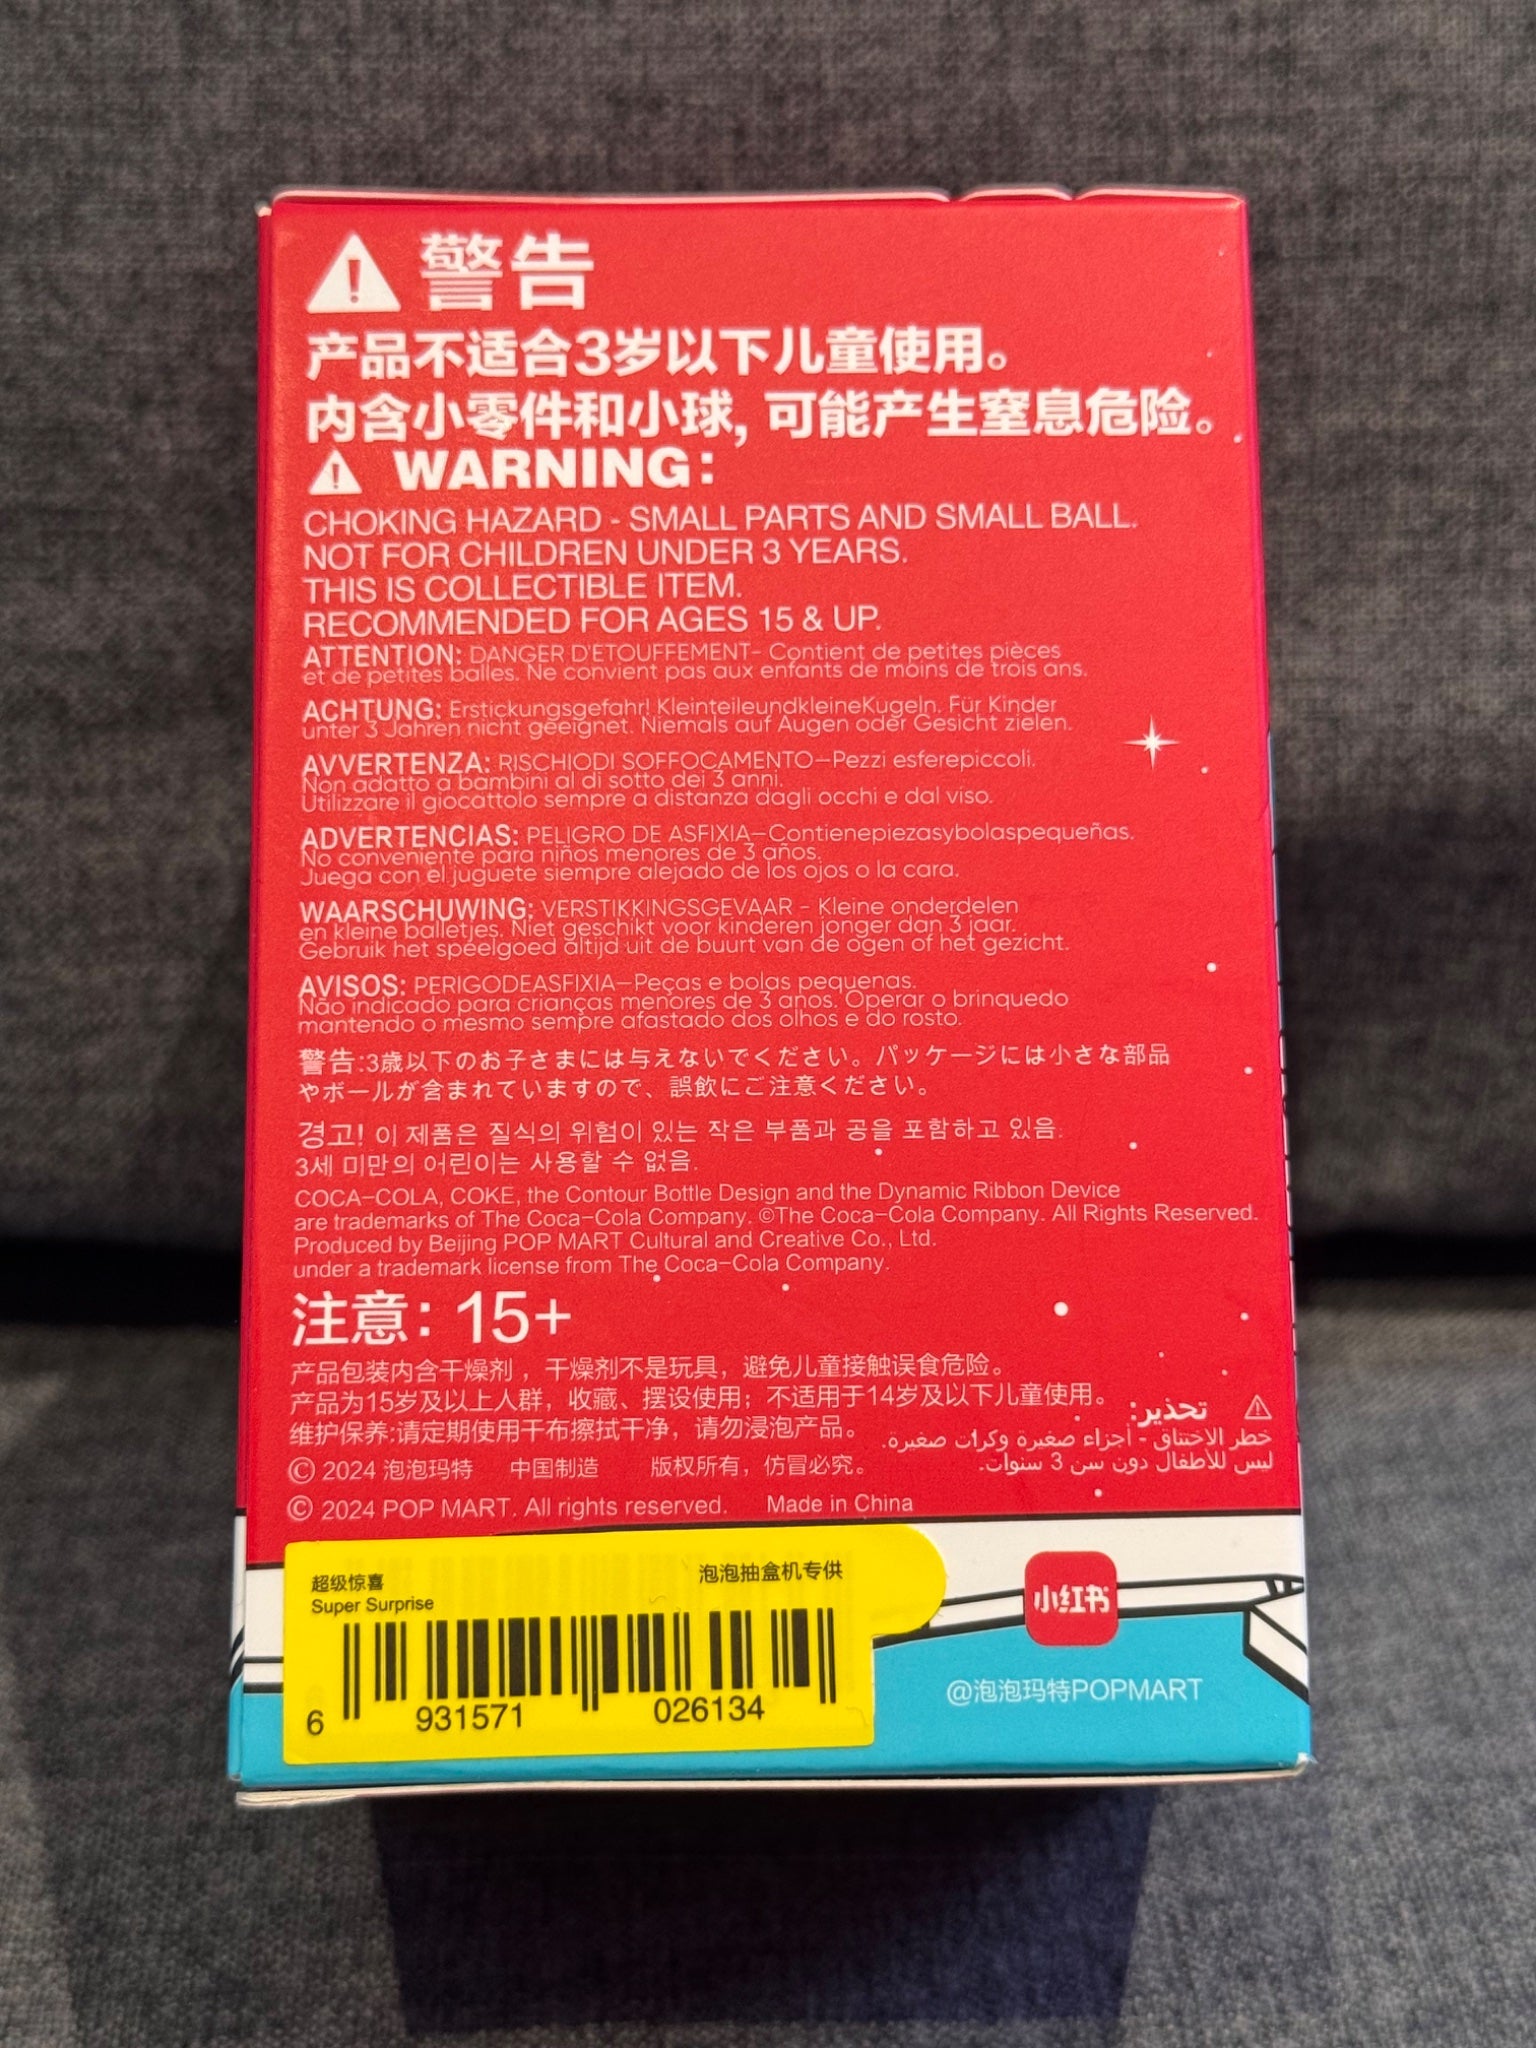 警告
产品不适合3岁以下儿童使用。
内含小零件和小球, 可能产生窒息危险。
WARNING:
CHOKING HAZARD - SMALL PARTS AND SMALL BALL.
NOT FOR CHILDREN UNDER 3 YEARS.
THIS IS COLLECTIBLE ITEM.
RECOMMENDED FOR AGES 15 & UP.
ATTENTION: DANGER D'ETOUFFEMENT- Contient de petites pièces
et de petites balles. Ne convient pas aux enfants de moins de trois ans.
ACHTUNG: Erstickungsgefahr! KleinteileundkleineKugeln. Für Kinder
unter 3 Jahren nicht geeignet. Niemals auf Augen oder Gesicht zielen.
AVVERTENZA: RISCHIODI SOFFOCAMENTO—Pezzi esferepiccoli.
Non adatto a bambini al di sotto dei 3 anni.
Utilizzare il giocattolo sempre a distanza dagli occhi e dal viso.
ADVERTENCIAS: PELIGRO DE ASFIXIA—Contienepiezasybolaspequeñas.
No conveniente para niños menores de 3 años.
Juega con el juguete siempre alejado de los ojos o la cara.
WAARSCHUWING: VERSTIKKINGSGEVAAR - Kleine onderdelen
en kleine balletjes. Niet geschikt voor kinderen jonger dan 3 jaar.
Gebruik het speelgoed altijd uit de buurt van de ogen of het gezicht.
AVISOS: PERIGODEASFIXIA—Peças e bolas pequenas.
Não indicado para crianças menores de 3 anos. Operar o brinquedo
mantendo o mesmo sempre afastado dos olhos e do rosto.
警告:3歳以下のお子さまには与えないでください。パッケージには小さな部品
やボールが含まれていますので、誤飲にご注意ください。
경고! 이 제품은 질식의 위험이 있는 작은 부품과 공을 포함하고 있음.
3세 미만의 어린이는 사용할 수 없음.
COCA-COLA, COKE, the Contour Bottle Design and the Dynamic Ribbon Device
are trademarks of The Coca-Cola Company. ©The Coca-Cola Company. All Rights Reserved.
Produced by Beijing POP MART Cultural and Creative Co., Ltd.
under a trademark license from The Coca-Cola Company.
注意: 15+
产品包装内含干燥剂，干燥剂不是玩具，避免儿童接触误食危险。
产品为15岁及以上人群，收藏、摆设使用；不适用于14岁及以下儿童使用。
维护保养:请定期使用干布擦拭干净，请勿浸泡产品。
تحذير:
خطر الاختناق - أجزاء صغيرة وكرات صغيرة.
ليس للأطفال دون سن 3 سنوات.
© 2024 泡泡玛特 中国制造 版权所有，仿冒必究。
© 2024 POP MART. All rights reserved. Made in China
超级惊喜 泡泡抽盒机专供
Super Surprise
6 931571 026134
小红书
@泡泡玛特POPMART